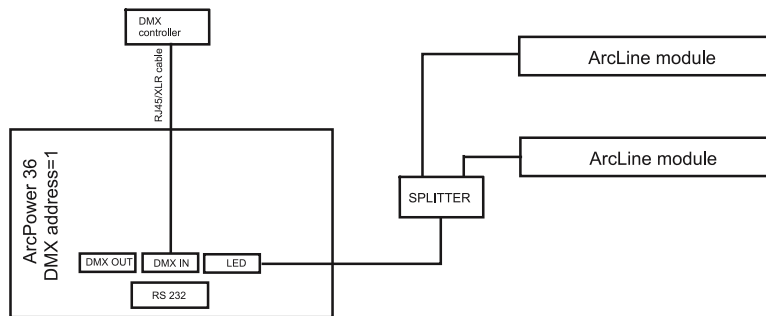 DMX
controller
RJ45/XLR cable
ArcLine module
ArcLine module
SPLITTER
ArcPower 36
DMX address=1
DMX OUT
DMX IN
LED
RS 232